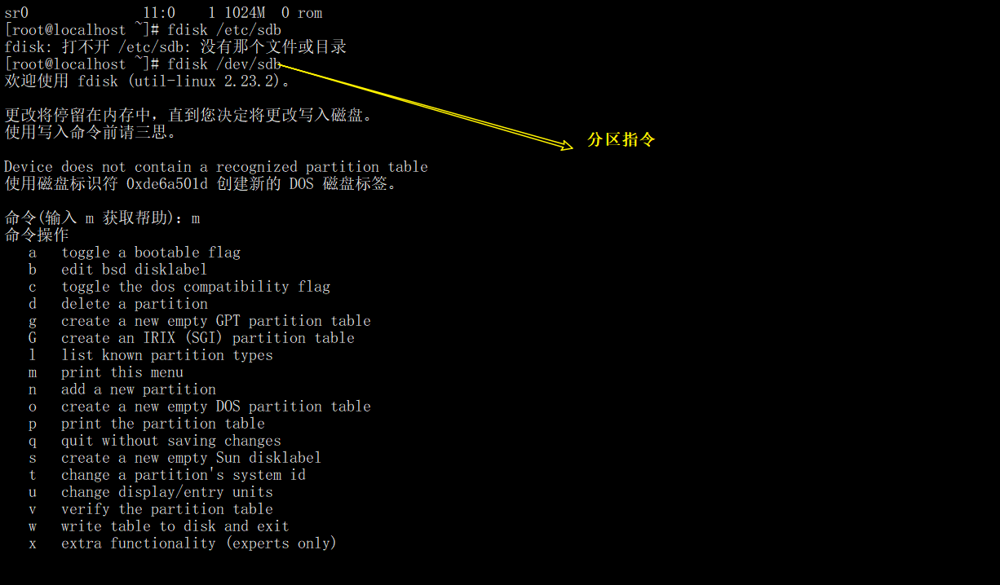 sr0              11:0    1 1024M  0 rom
[root@localhost ~]# fdisk /etc/sdb
fdisk: 打不开 /etc/sdb: 没有那个文件或目录
[root@localhost ~]# fdisk /dev/sdb
欢迎使用 fdisk (util-linux 2.23.2)。
更改将停留在内存中，直到您决定将更改写入磁盘。
使用写入命令前请三思。
分区指令
Device does not contain a recognized partition table
使用磁盘标识符 0xde6a501d 创建新的 DOS 磁盘标签。
命令(输入 m 获取帮助)：m
命令操作
   a   toggle a bootable flag
   b   edit bsd disklabel
   c   toggle the dos compatibility flag
   d   delete a partition
   g   create a new empty GPT partition table
   G   create an IRIX (SGI) partition table
   l   list known partition types
   m   print this menu
   n   add a new partition
   o   create a new empty DOS partition table
   p   print the partition table
   q   quit without saving changes
   s   create a new empty Sun disklabel
   t   change a partition's system id
   u   change display/entry units
   v   verify the partition table
   w   write table to disk and exit
   x   extra functionality (experts only)